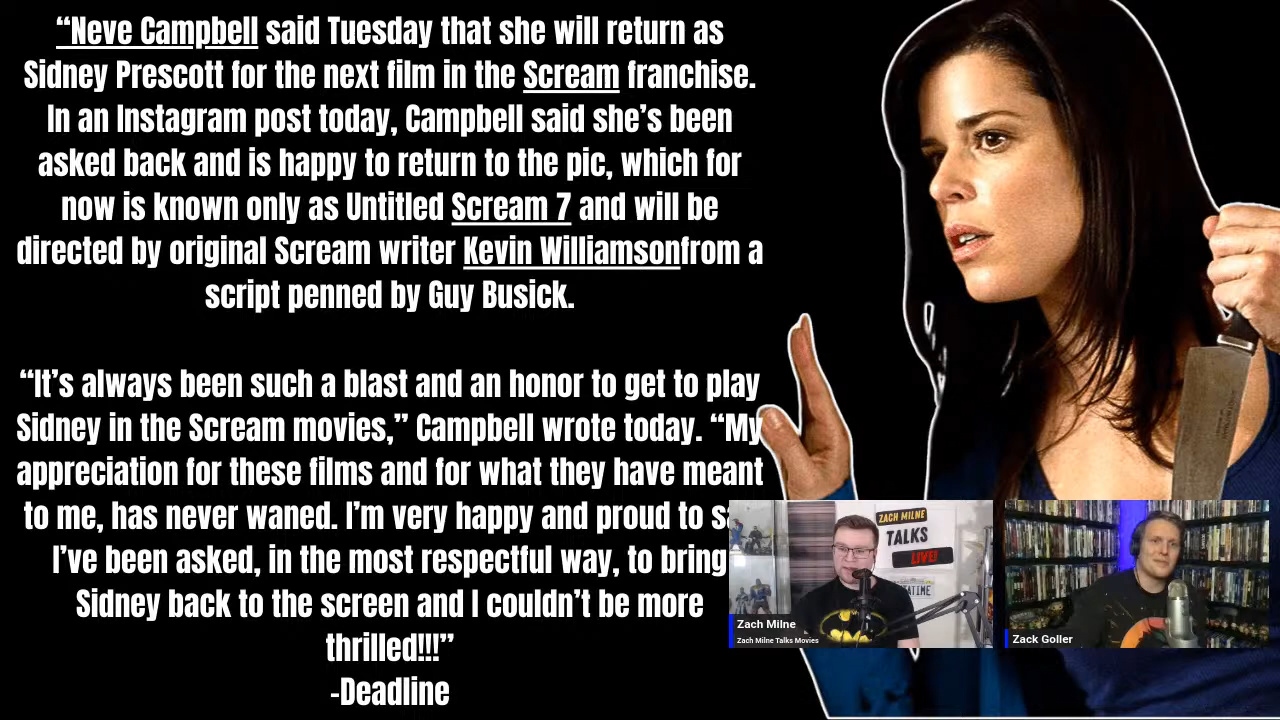 “Neve Campbell said Tuesday that she will return as
Sidney Prescott for the next film in the Scream franchise.
In an Instagram post today, Campbell said she’s been
asked back and is happy to return to the pic, which for
now is known only as Untitled Scream 7 and will be
directed by original Scream writer Kevin Williamsonfrom a
script penned by Guy Busick.
“It’s always been such a blast and an honor to get to play
Sidney in the Scream movies,” Campbell wrote today. “My
appreciation for these films and for what they have meant
to me, has never waned. I’m very happy and proud to
I’ve been asked, in the most respectful way, to bring
Sidney back to the screen and I couldn’t be more
thrilled!!!”
-Deadline
ZACH MILNE
TALKS
LIVE!
Zach Milne
Zach Milne Talks Movies
Zack Goller